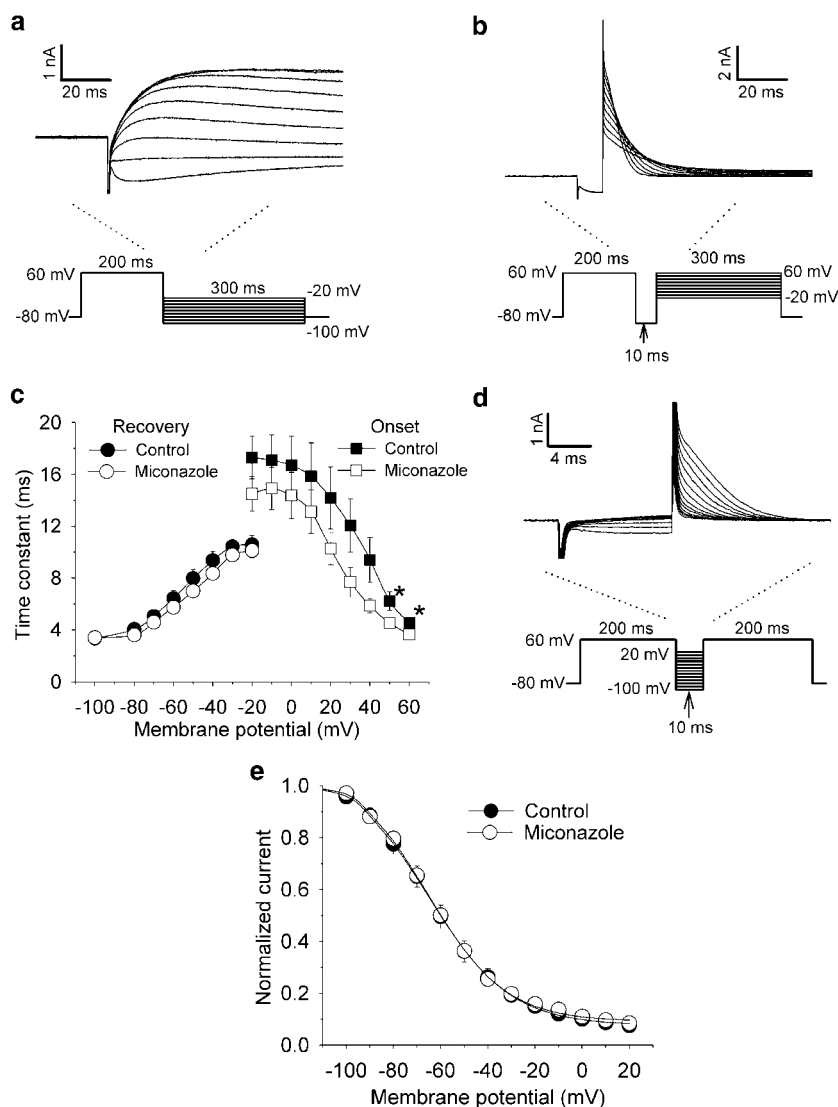 a
1 nA
20 ms
200 ms
60 mV
300 ms
-20 mV
-80 mV
-100 mV
b
2 nA
20 ms
60 mV
200 ms
300 ms
60 mV
-20 mV
-80 mV
10 ms
c
20
16
12
8
4
0
Time constant (ms)
Recovery
Control
Miconazole
Onset
Control
Miconazole
*
*
-100 -80 -60 -40 -20 0 20 40 60
Membrane potential (mV)
d
1 nA
4 ms
60 mV
200 ms
200 ms
20 mV
-80 mV
-100 mV
10 ms
e
1.0
0.8
0.6
0.4
0.2
0.0
Normalized current
Control
Miconazole
-100 -80 -60 -40 -20 0 20
Membrane potential (mV)